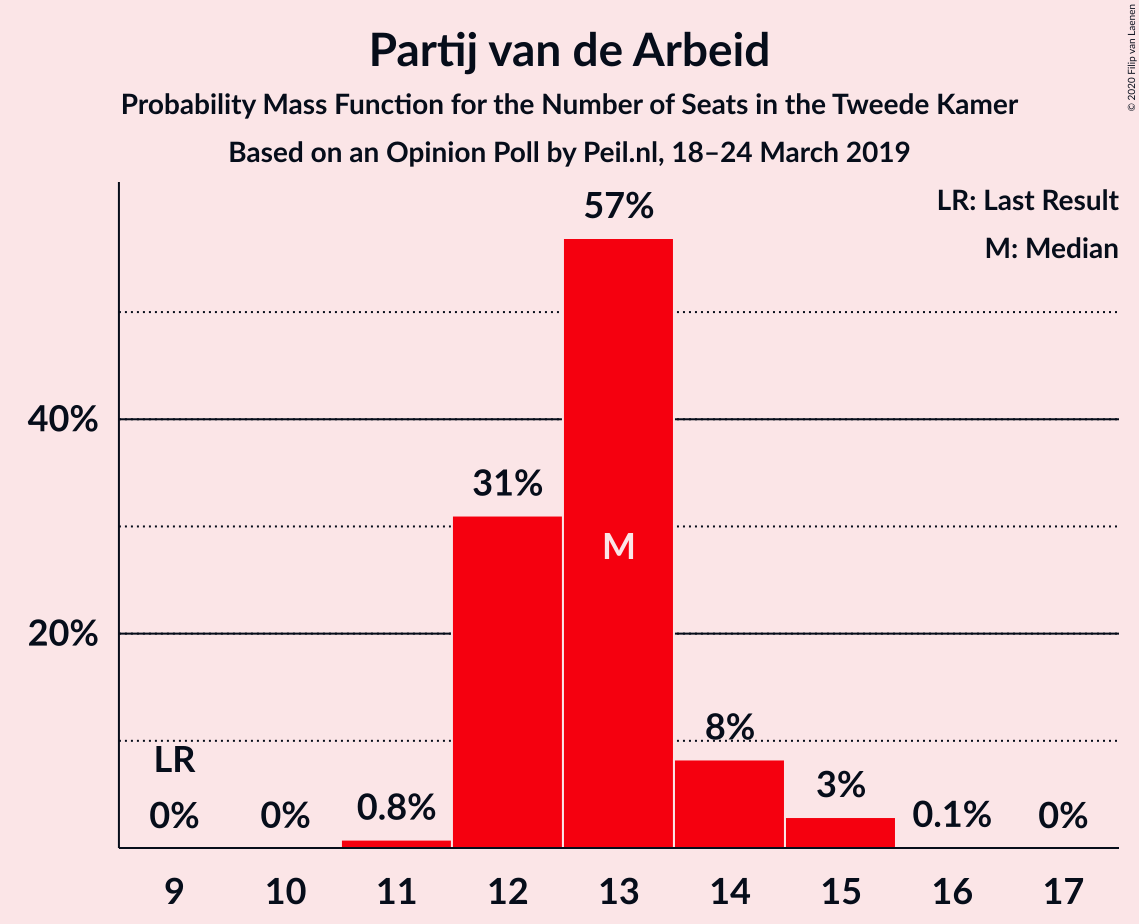 Partij van de Arbeid
Probability Mass Function for the Number of Seats in the Tweede Kamer
Based on an Opinion Poll by Peil.nl, 18–24 March 2019
© 2020 Filip van Laenen
LR: Last Result
M: Median
57%
40%
31%
M
20%
8%
LR
3%
0%
0%
0.8%
0.1%
0%
9
10
11
12
13
14
15
16
17